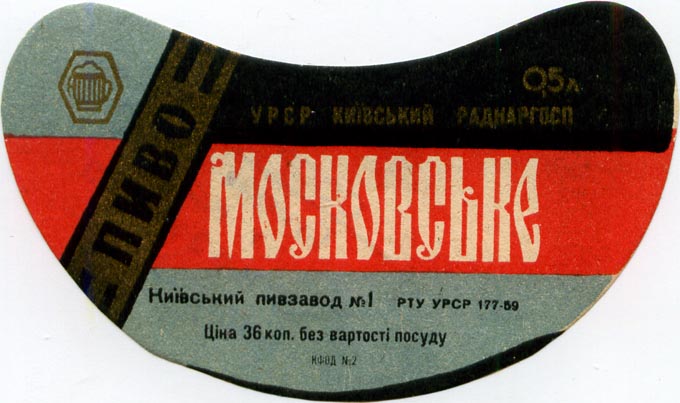 ПИВО
0,5л
УРСР КИЇВСЬКИЙ РАДНАРГОСП
МОСКОВСЬКЕ
Київський пивзавод №1 РТУ УРСР 177-59
Ціна 36 коп. без вартості посуду
КФОД №2